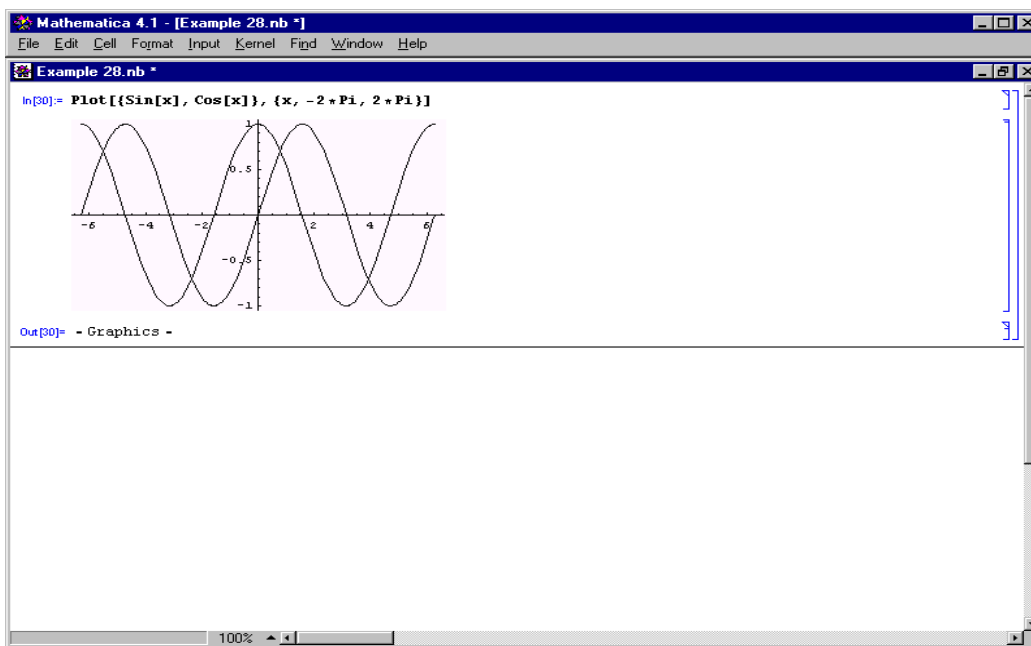 Mathematica 4.1 - [Example 28.nb *]
File Edit Cell Format Input Kernel Find Window Help
Example 28.nb *
In[30]:= Plot[{Sin[x], Cos[x]}, {x, -2*Pi, 2*Pi}]
1
0.5
-6 -4 -2 2 4 6
-0.5
-1
Out[30]= - Graphics -
100%